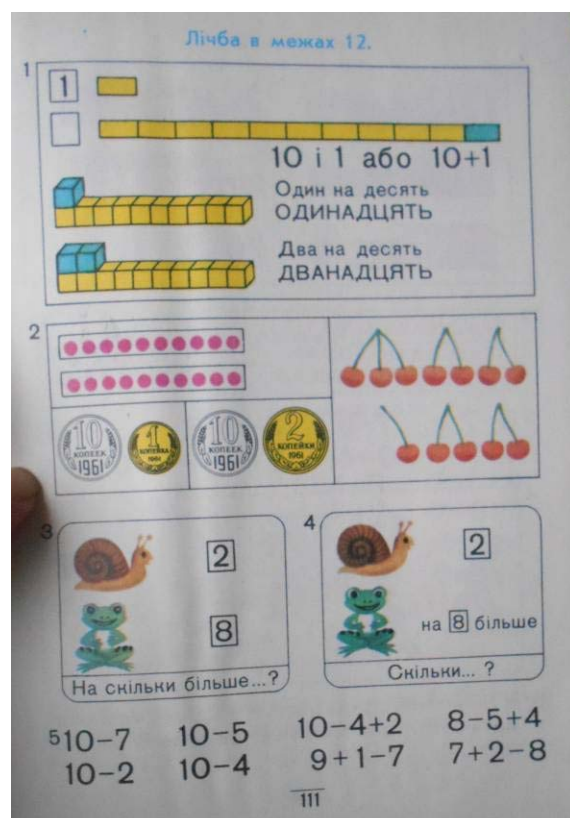 Лічба в межах 12.
1
1
10 і 1 або 10+1
Один на десять
ОДИНАДЦЯТЬ
Два на десять
ДВАНАДЦЯТЬ
2
10 КОПЕЕК 1961
1 КОПЕЙКА 1961
10 КОПЕЕК 1961
2 КОПЕЙКИ 1961
3
2
8
На скільки більше...?
4
2
на 8 більше
Скільки... ?
5
10-7 10-5 10-4+2 8-5+4
10-2 10-4 9+1-7 7+2-8
111